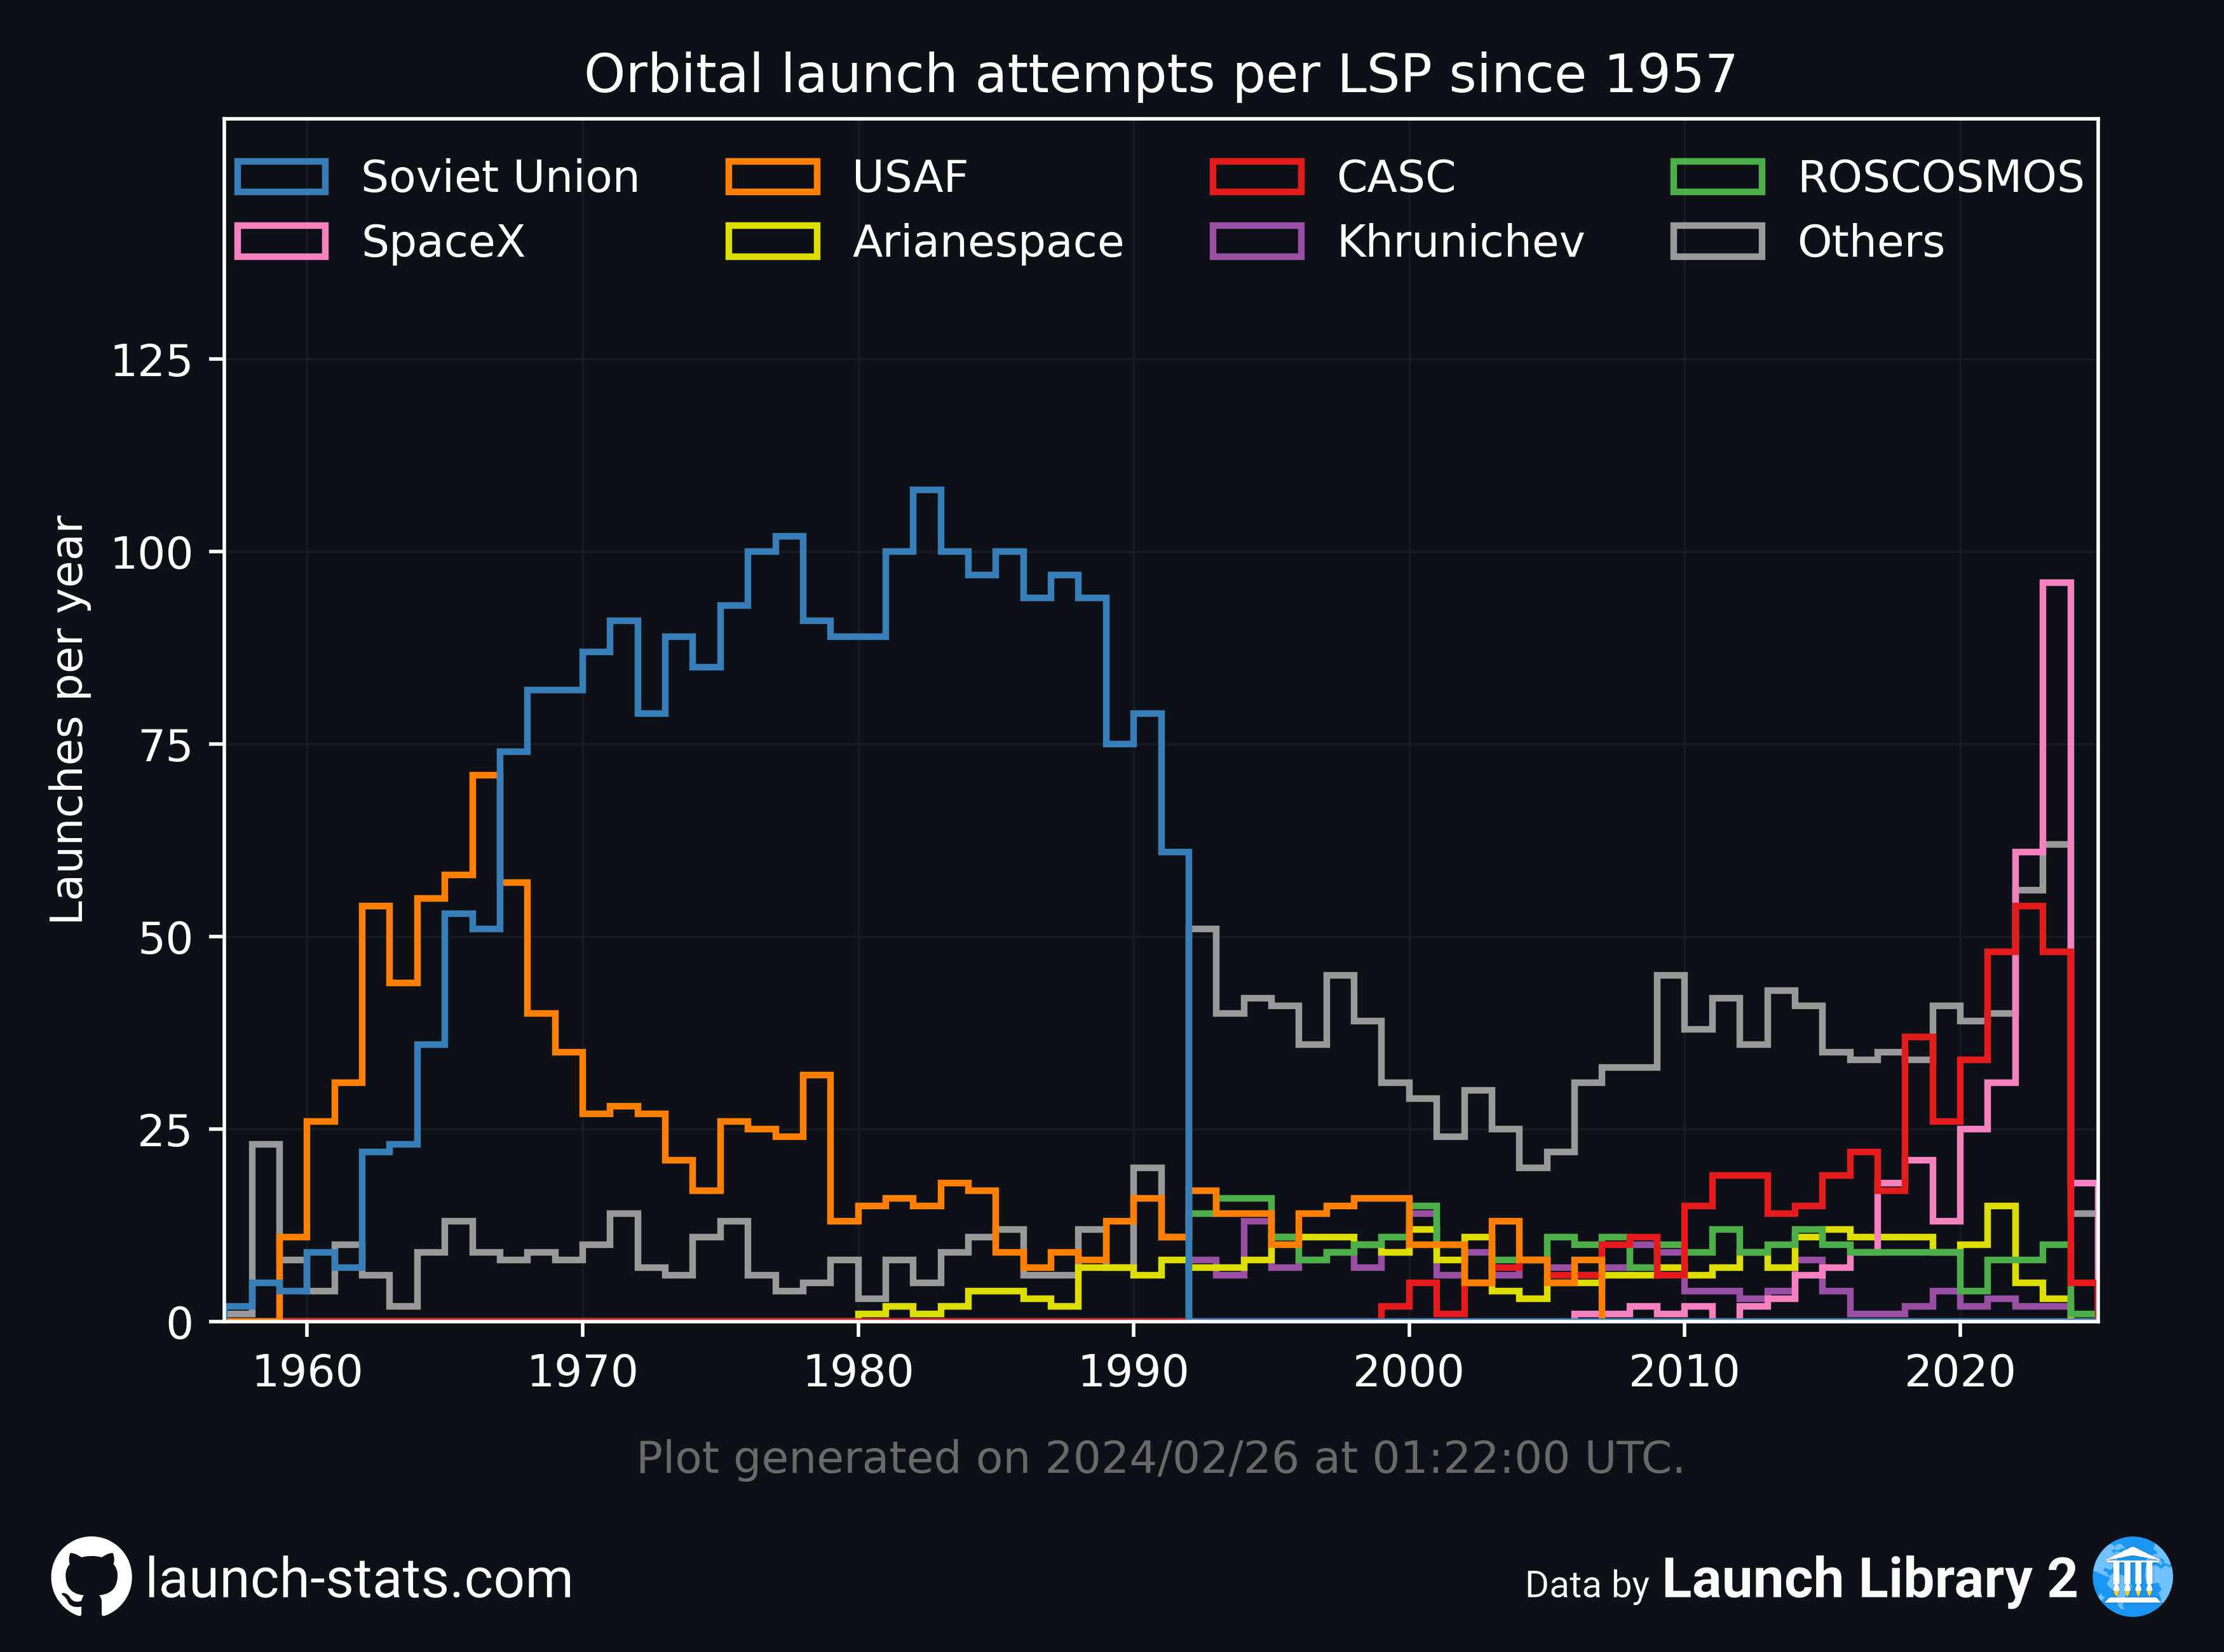 Orbital launch attempts per LSP since 1957
Soviet Union USAF CASC ROSCOSMOS
SpaceX Arianespace Khrunichev Others
Launches per year
125
100
75
50
25
0
1960 1970 1980 1990 2000 2010 2020
Plot generated on 2024/02/26 at 01:22:00 UTC.
launch-stats.com
Data by Launch Library 2